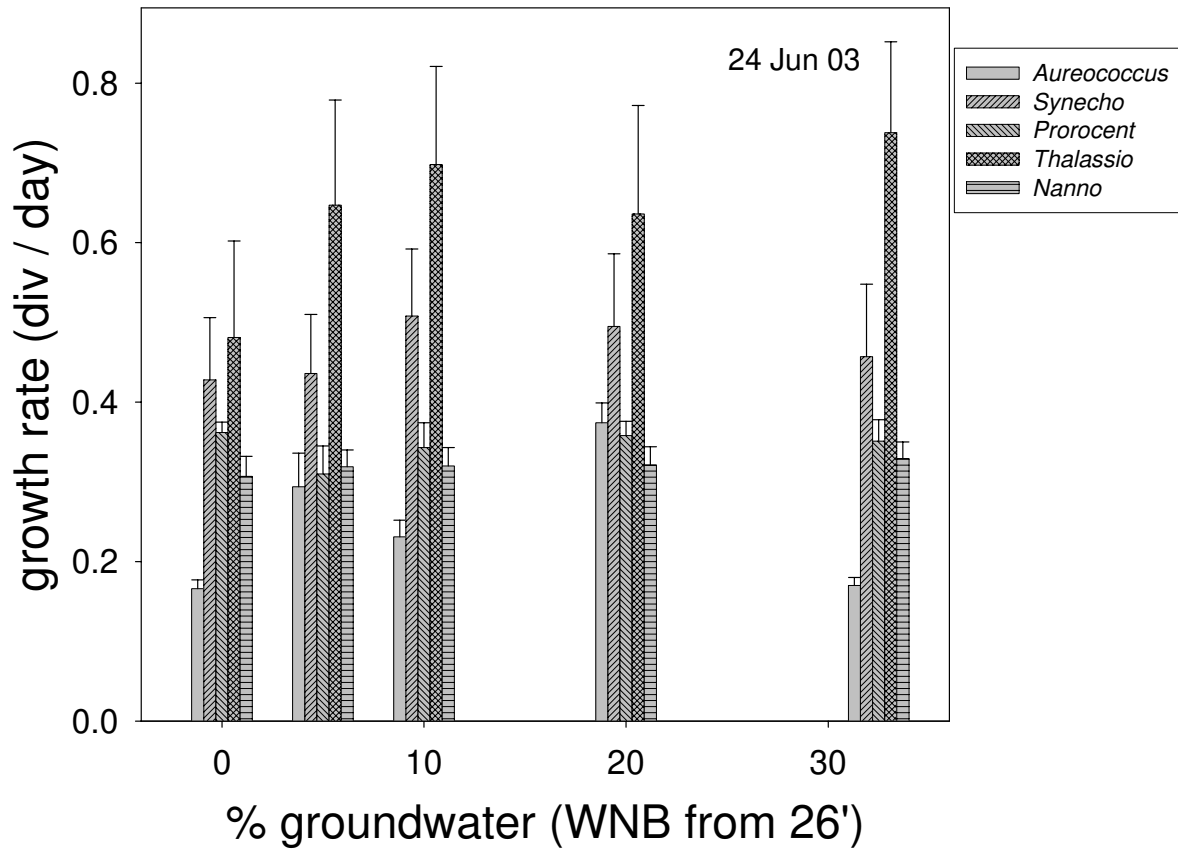 growth rate (div / day)
0.8
0.6
0.4
0.2
0.0
24 Jun 03
Aureococcus
Synecho
Prorocent
Thalassio
Nanno
0
10
20
30
% groundwater (WNB from 26')